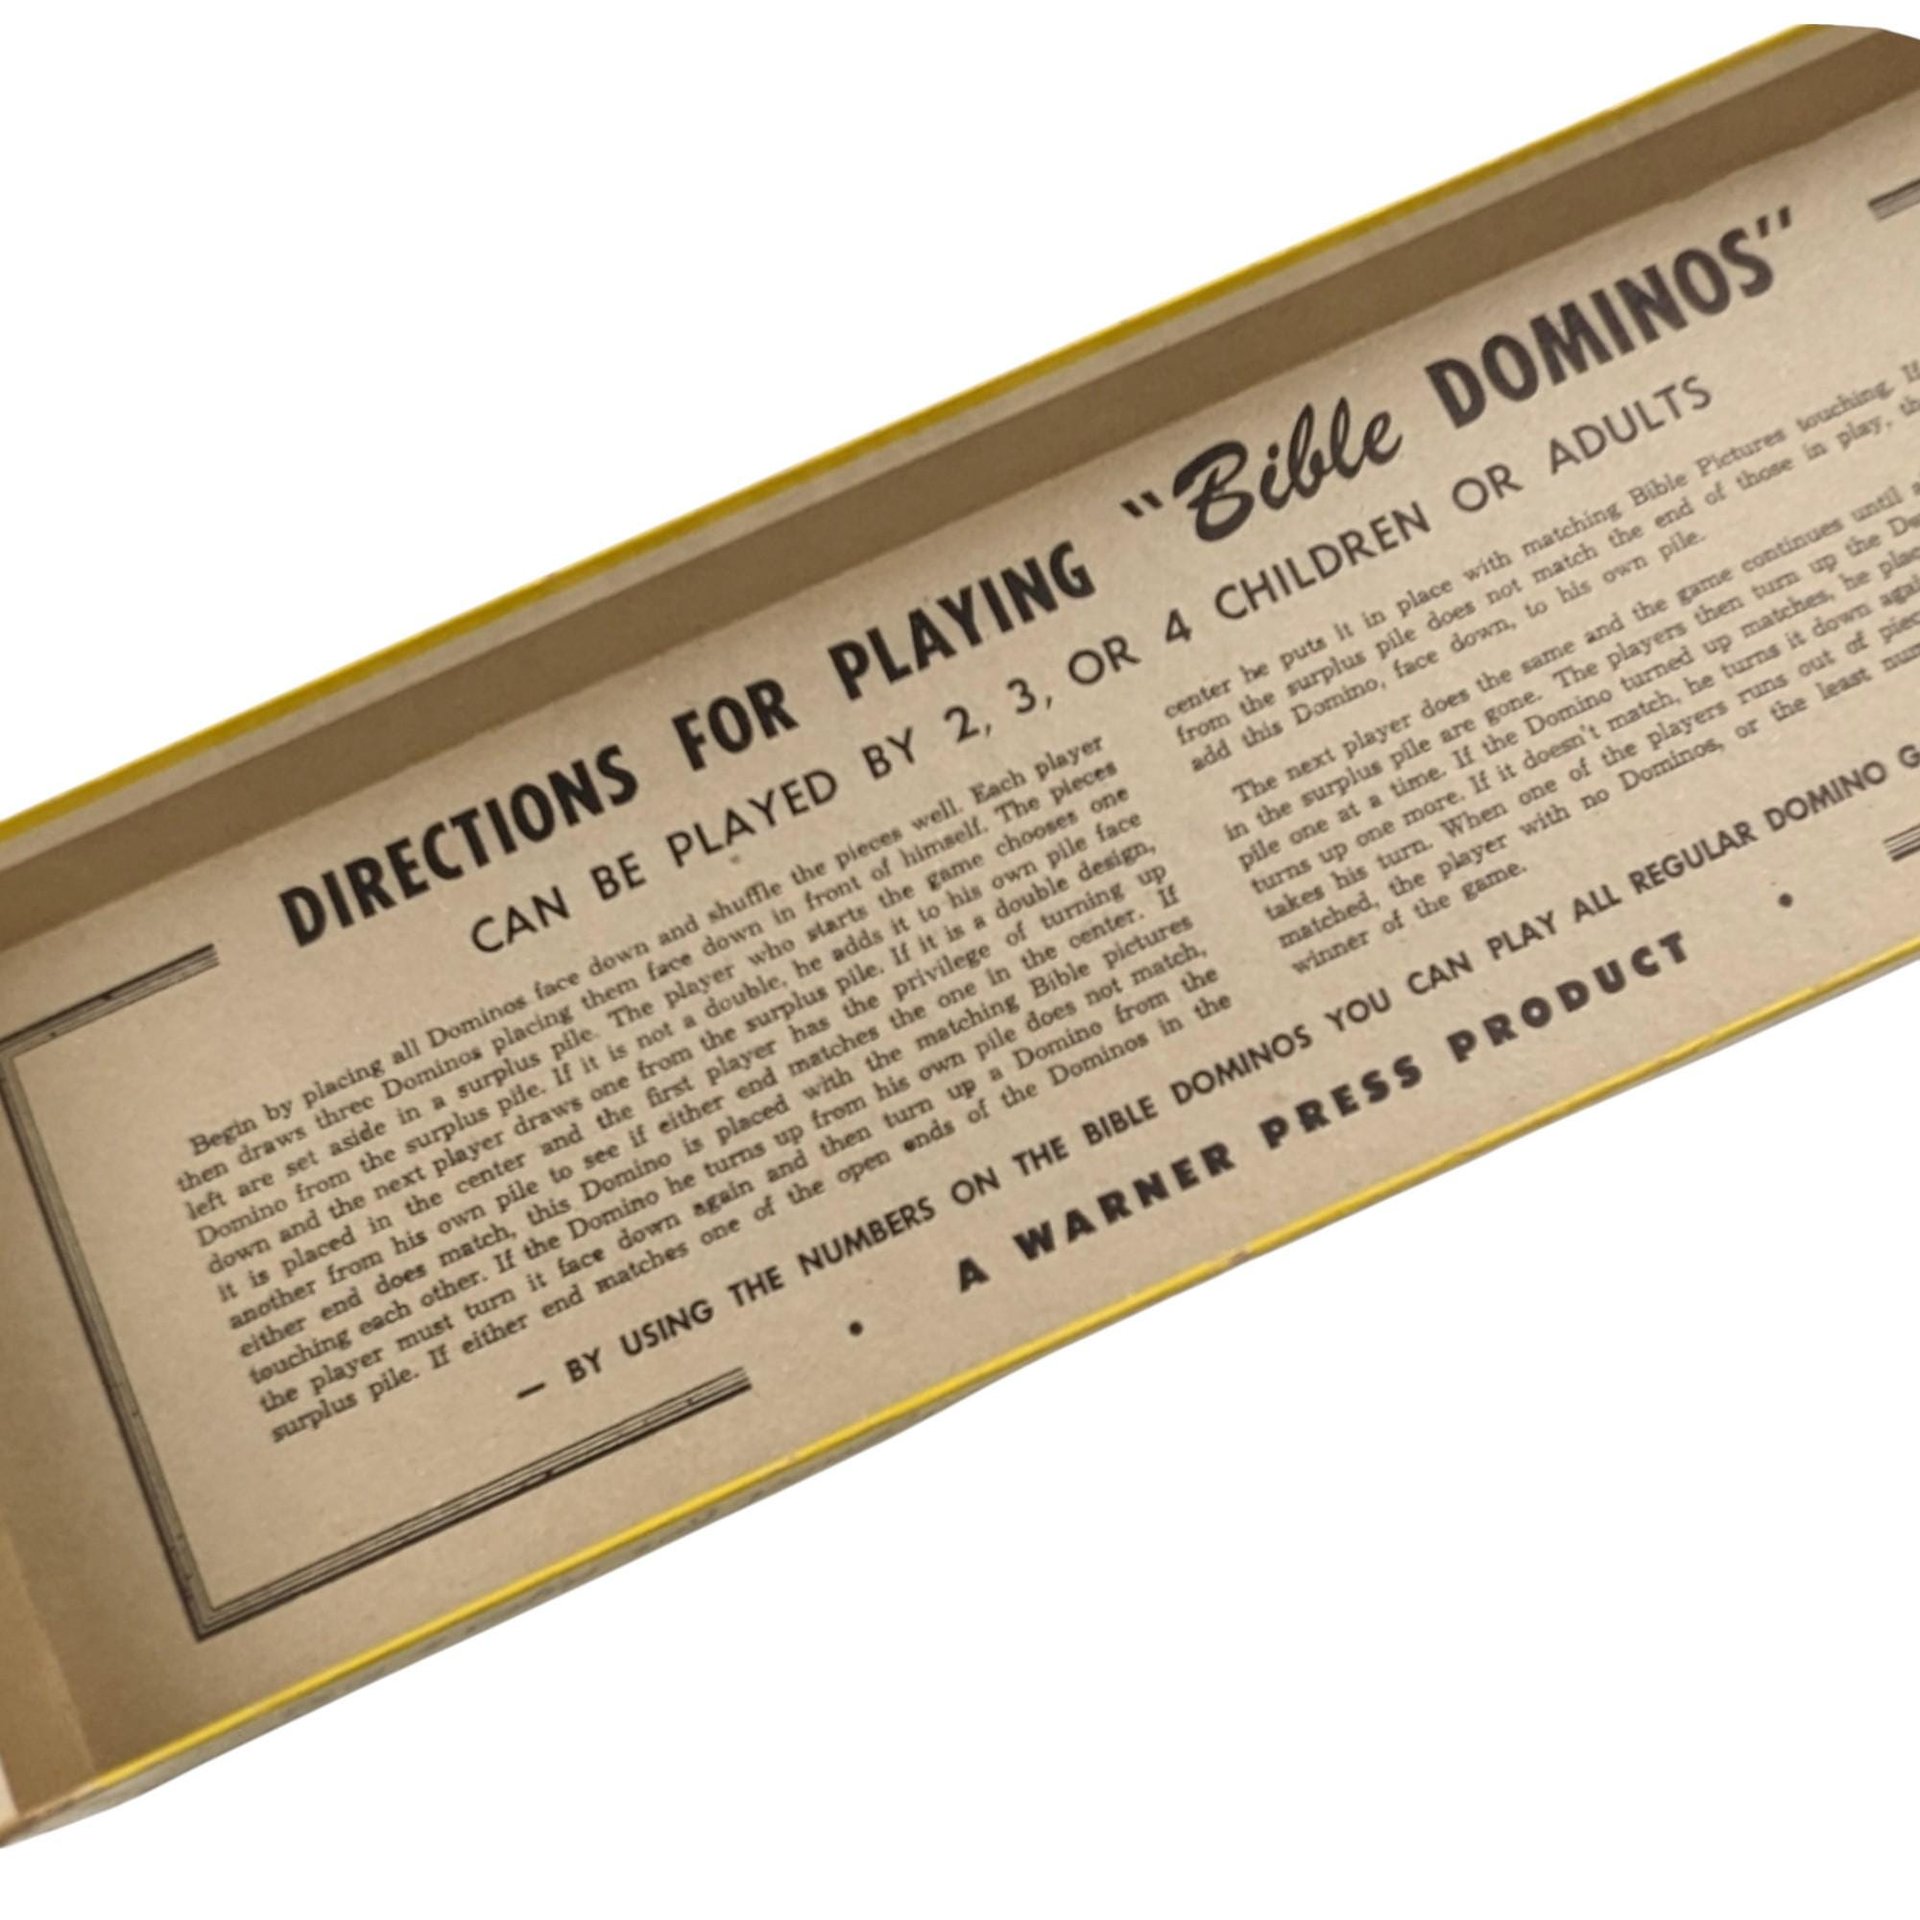 DIRECTIONS FOR PLAYING "Bible DOMINOS"
CAN BE PLAYED BY 2, 3, OR 4 CHILDREN OR ADULTS
Begin by placing all Dominos face down and shuffle the pieces well. Each player
then draws three Dominos placing them face down in front of himself. The pieces
left are set aside in a surplus pile. The player who starts the game chooses one
Domino from the surplus pile. If it is not a double, he adds it to his own pile face
down and the next player draws one from the surplus pile. If it is a double design,
it is placed in the center and the first player has the privilege of turning up
another from his own pile to see if either end matches the one in the center. If
either end does match, this Domino is placed with the matching Bible pictures
touching each other. If the Domino he turns up from his own pile does not match,
the player must turn it face down again and then turn up a Domino from the
surplus pile. If either end matches one of the open ends of the Dominos in the
center he puts it in place with matching Bible Pictures touching. If
from the surplus pile does not match the end of those in play,
add this Domino, face down, to his own pile.
The next player does the same and the game continues until
in the surplus pile are gone. The players then turn up the
pile one at a time. If the Domino turned up matches, he
turns up one more. If it doesn't match, he turns it down
takes his turn. When one of the players runs out of
matched, the player with no Dominos, or the least
winner of the game.
— BY USING THE NUMBERS ON THE BIBLE DOMINOS YOU CAN PLAY ALL REGULAR DOMINO
• A WARNER PRESS PRODUCT •